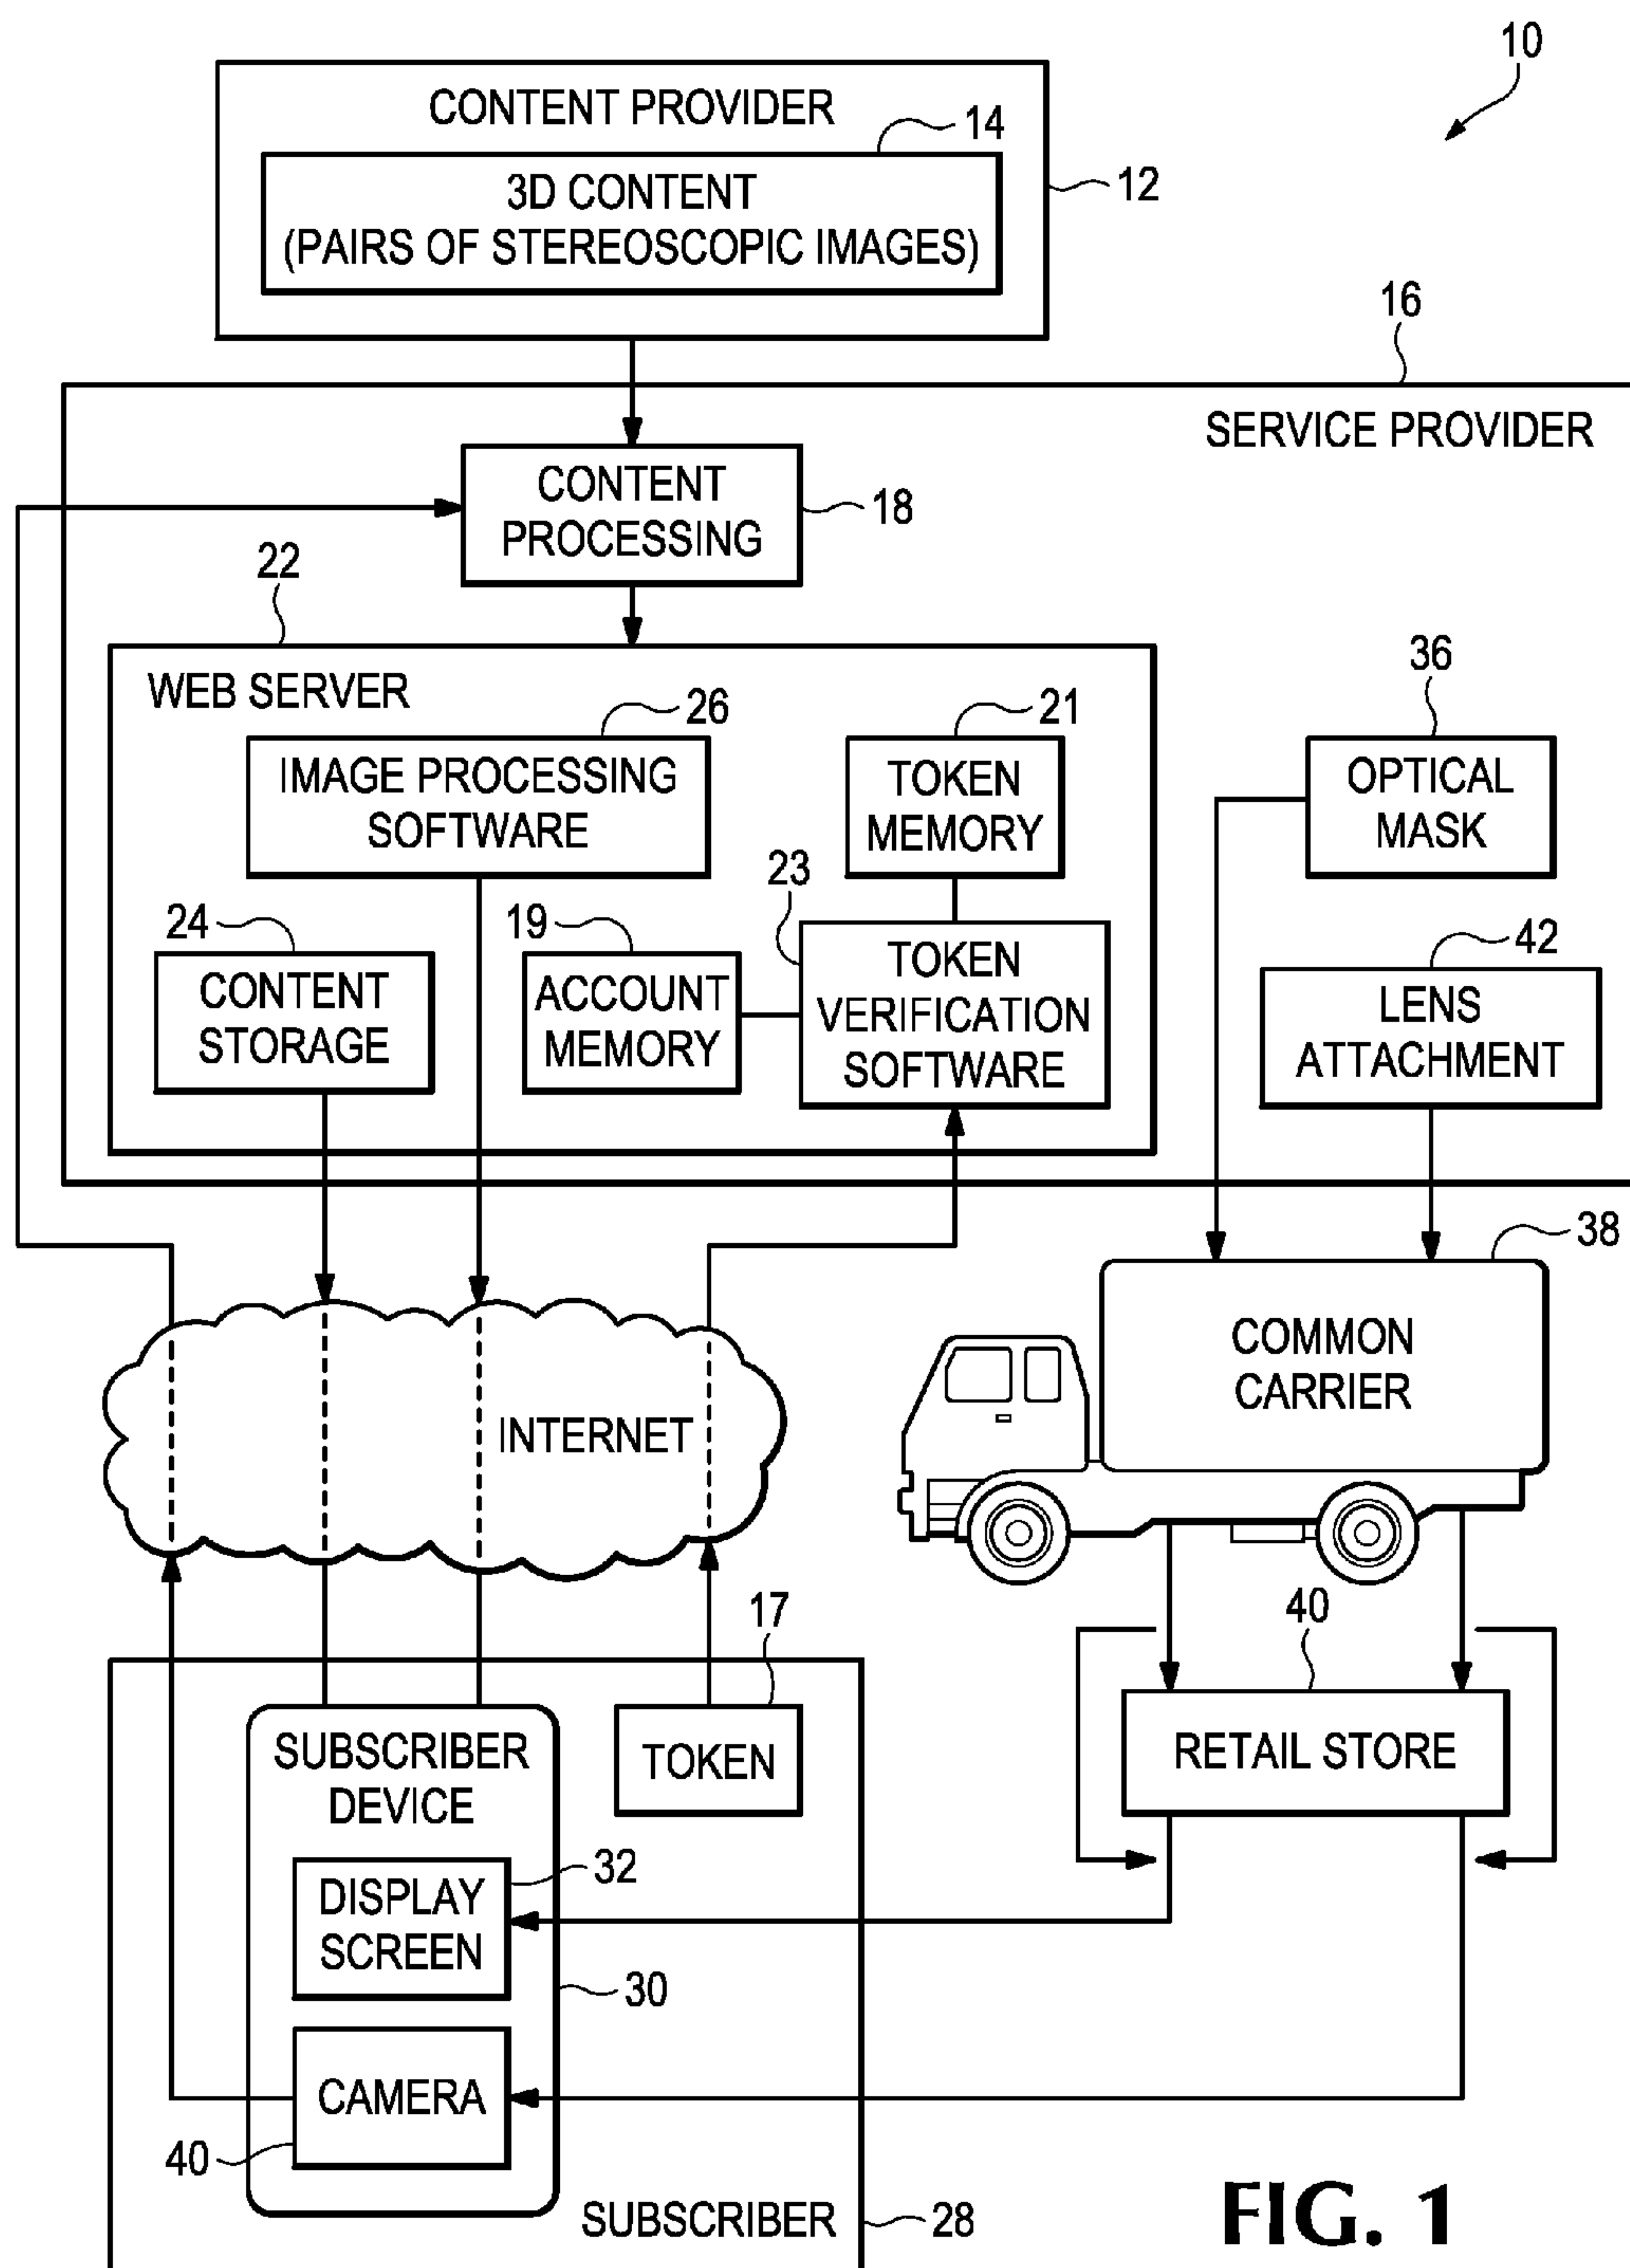 10
CONTENT PROVIDER
14
3D CONTENT
(PAIRS OF STEREOSCOPIC IMAGES)
12
16
SERVICE PROVIDER
CONTENT
PROCESSING
18
22
WEB SERVER
26
IMAGE PROCESSING
SOFTWARE
21
TOKEN
MEMORY
36
OPTICAL
MASK
24
CONTENT
STORAGE
19
ACCOUNT
MEMORY
23
TOKEN
VERIFICATION
SOFTWARE
42
LENS
ATTACHMENT
38
COMMON
CARRIER
INTERNET
17
TOKEN
40
RETAIL STORE
SUBSCRIBER
DEVICE
32
DISPLAY
SCREEN
30
CAMERA
40
SUBSCRIBER
28
FIG. 1